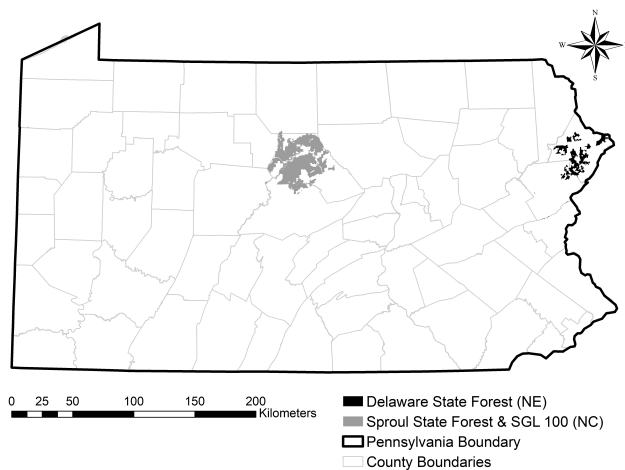 N
W E
S
0 25 50 100 150 200
Kilometers
Delaware State Forest (NE)
Sproul State Forest & SGL 100 (NC)
Pennsylvania Boundary
County Boundaries